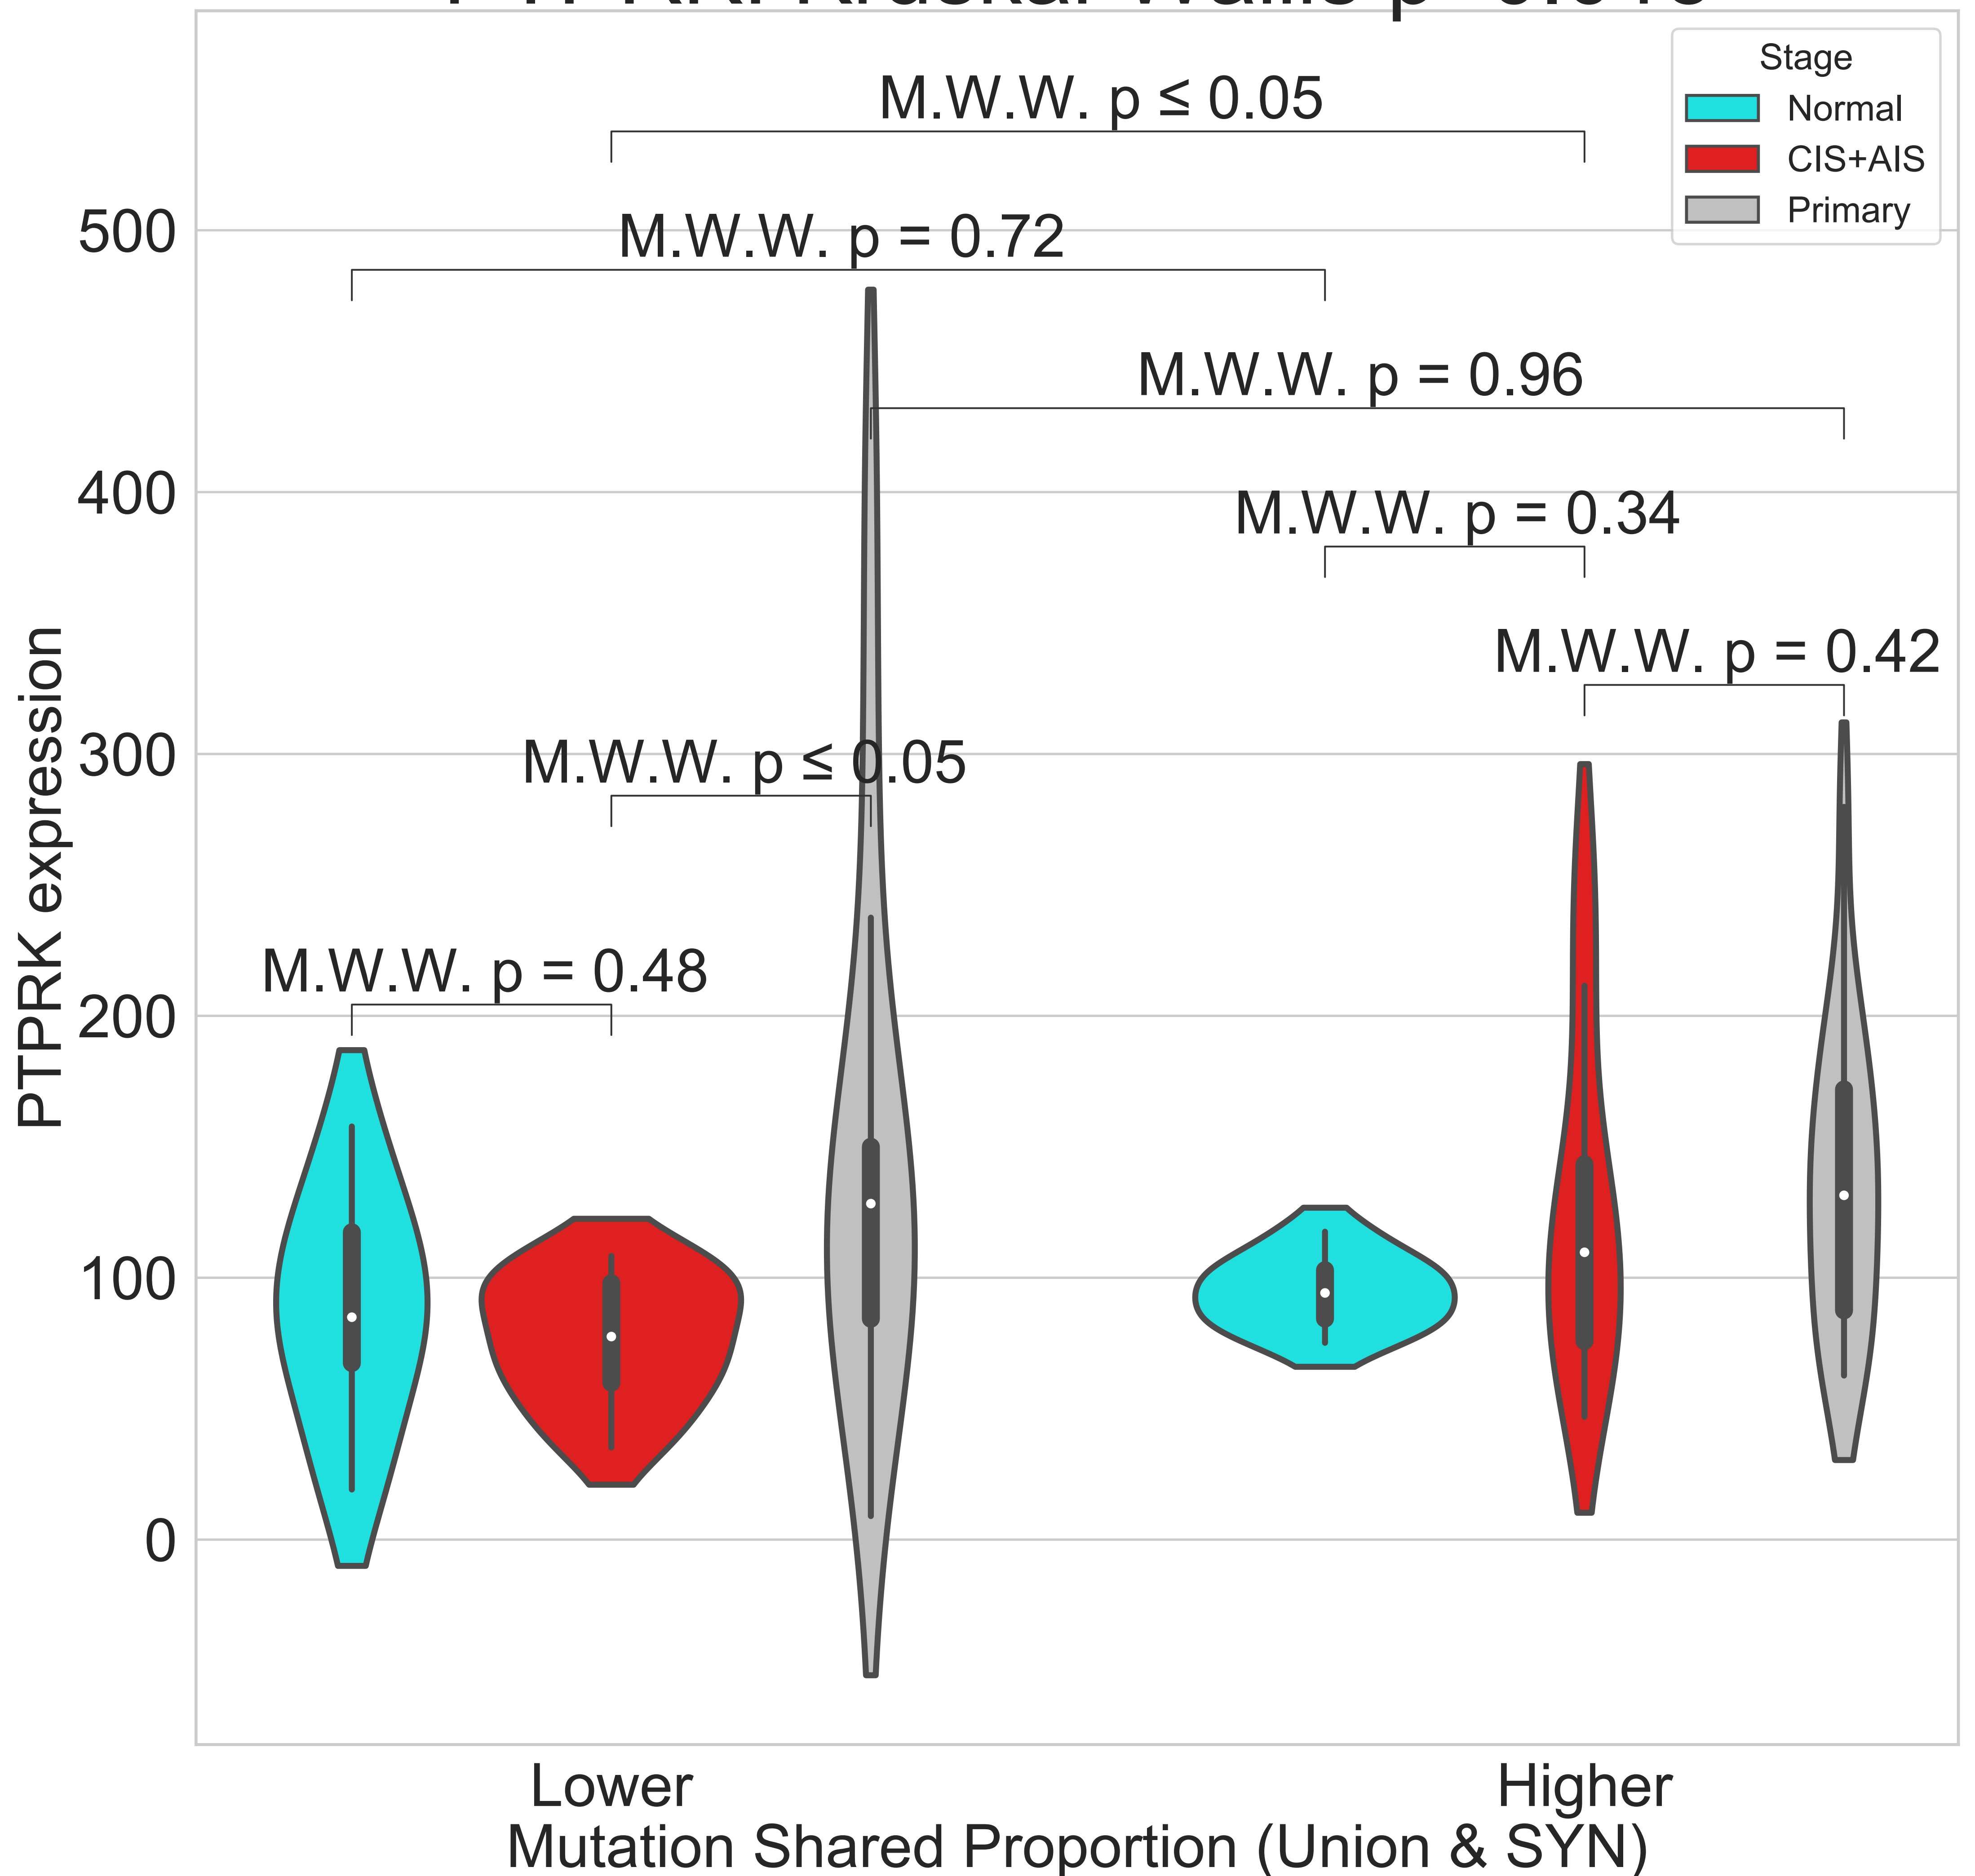 Stage
Normal
CIS+AIS
Primary
M.W.W. p ≤ 0.05
M.W.W. p = 0.72
M.W.W. p = 0.96
M.W.W. p = 0.34
M.W.W. p = 0.42
M.W.W. p ≤ 0.05
M.W.W. p = 0.48
500
400
300
200
100
0
PTPRK expression
Lower
Higher
Mutation Shared Proportion (Union & SYN)